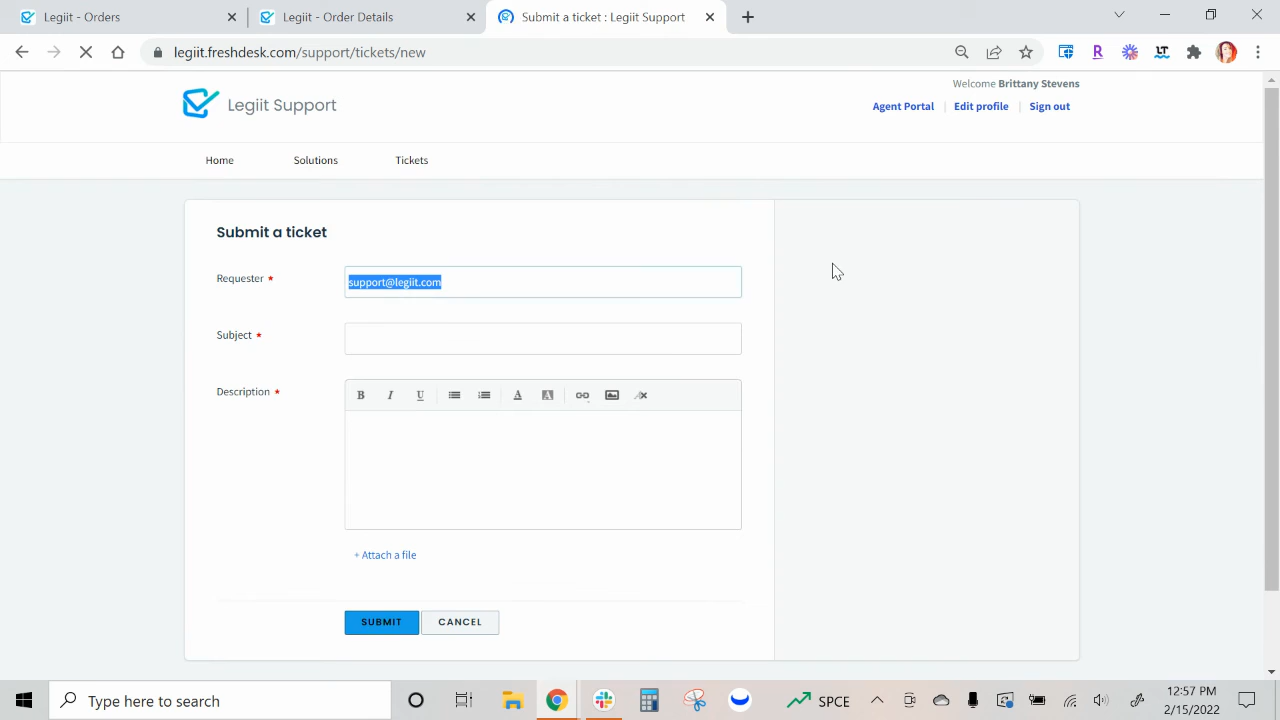 Legiit - Orders
Legiit - Order Details
Submit a ticket : Legiit Support
legiit.freshdesk.com/support/tickets/new
R
LT
Welcome Brittany Stevens
Legiit Support
Agent Portal
Edit profile
Sign out
Home
Solutions
Tickets
Submit a ticket
Requester *
support@legiit.com
Subject *
Description *
B I U A A
+ Attach a file
SUBMIT
CANCEL
Type here to search
SPCE
12:57 PM
2/15/2022